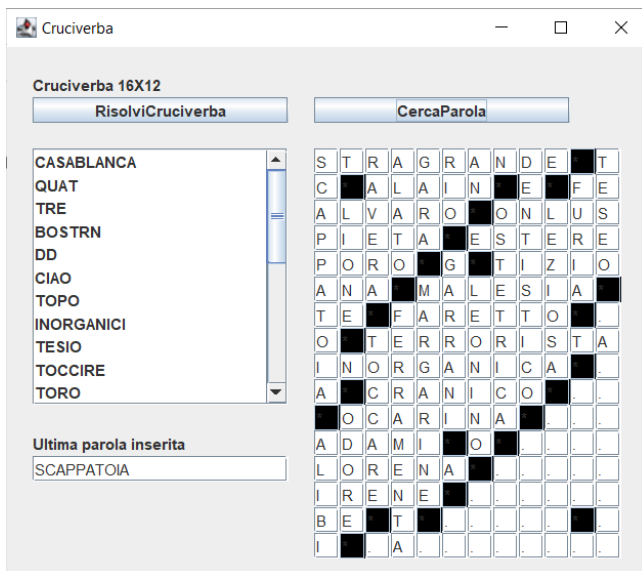 Cruciverba
Cruciverba 16X12
RisolviCruciverba
CercaParola
CASABLANCA
QUAT
TRE
BOSTRN
DD
CIAO
TOPO
INORGANICI
TESIO
TOCCIRE
TORO
Ultima parola inserita
SCAPPATOIA
S T R A G R A N D E * T
C * A L A I N * E * F E
A L V A R O * O N L U S
P I E T A * E S T E R E
P O R O * G * T I Z I O
A N A * M A L E S I A *
T E * F A R E T T O * .
O * T E R R O R I S T A
I N O R G A N I C A * .
A * C R A N I C O * . .
* O C A R I N A * . . .
A D A M I * O * . . . .
L O R E N A * . . . . .
I R E N E * . . . . . .
B E * T * . . . . . * .
I * . A . . . . . . . .